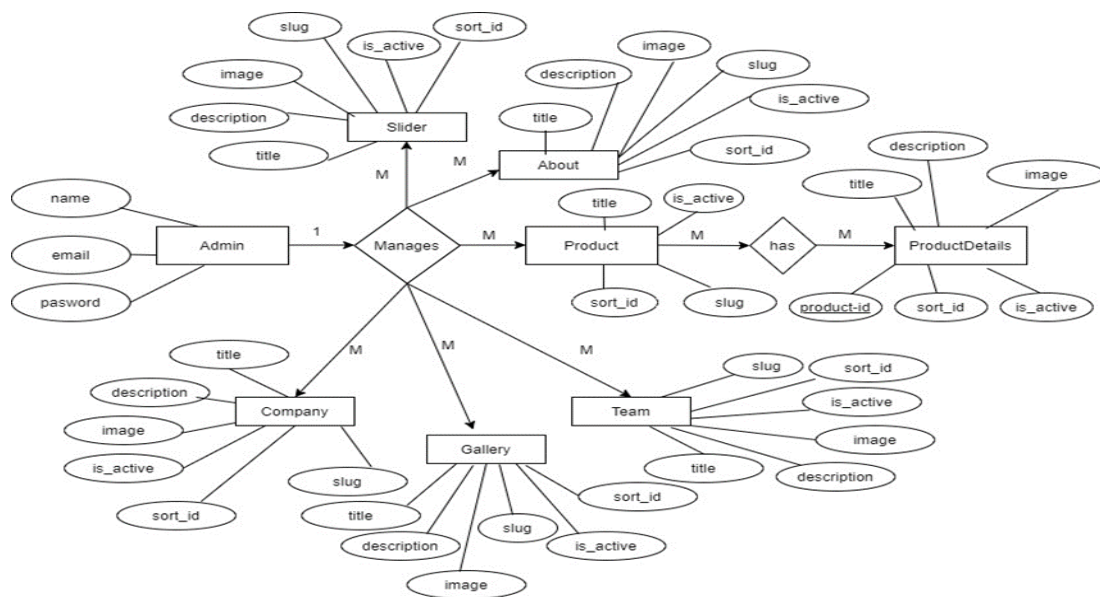 slug
sort_id
is_active
image
description
title
Slider
M
image
description
slug
is_active
title
sort_id
About
M
name
email
pasword
Admin
1
Manages
M
title
is_active
Product
sort_id
slug
M
has
M
description
title
image
ProductDetails
product-id
sort_id
is_active
M
title
description
image
is_active
sort_id
slug
Company
M
Gallery
title
description
image
slug
is_active
sort_id
M
Team
slug
sort_id
is_active
image
description
title